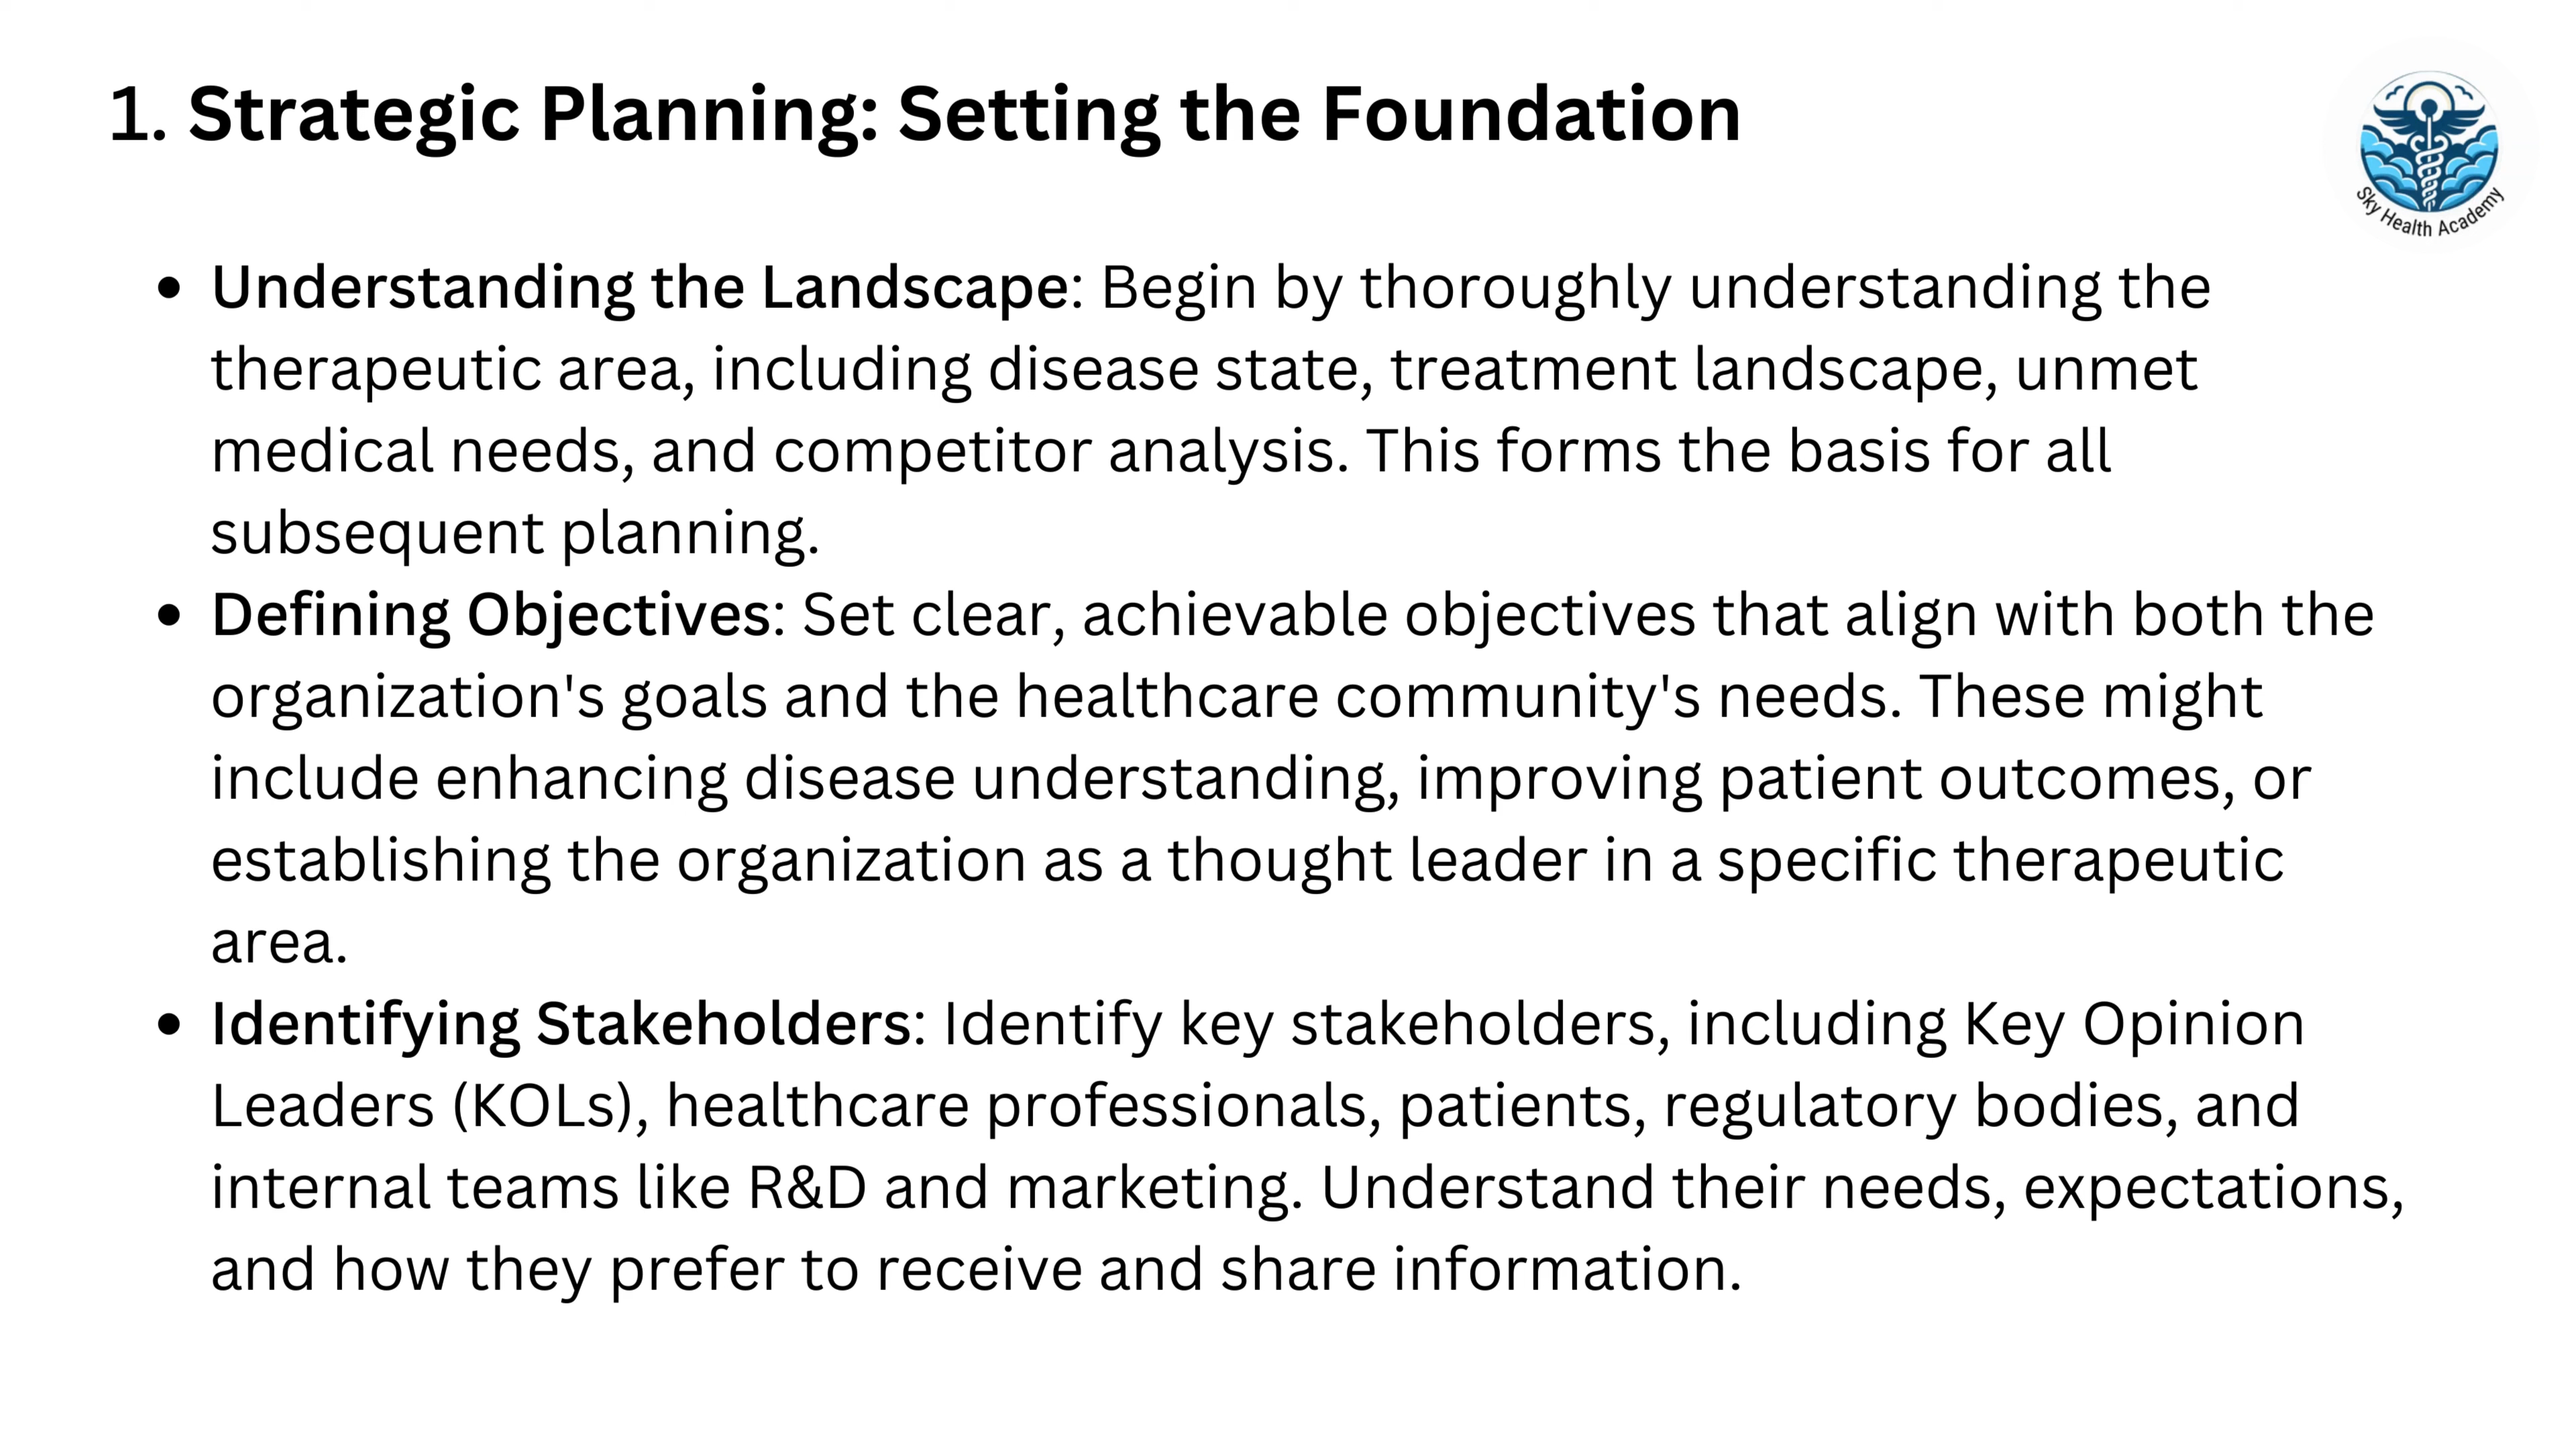 1. Strategic Planning: Setting the Foundation
Sky Health Academy
• Understanding the Landscape: Begin by thoroughly understanding the
therapeutic area, including disease state, treatment landscape, unmet
medical needs, and competitor analysis. This forms the basis for all
subsequent planning.
• Defining Objectives: Set clear, achievable objectives that align with both the
organization's goals and the healthcare community's needs. These might
include enhancing disease understanding, improving patient outcomes, or
establishing the organization as a thought leader in a specific therapeutic
area.
• Identifying Stakeholders: Identify key stakeholders, including Key Opinion
Leaders (KOLs), healthcare professionals, patients, regulatory bodies, and
internal teams like R&D and marketing. Understand their needs, expectations,
and how they prefer to receive and share information.